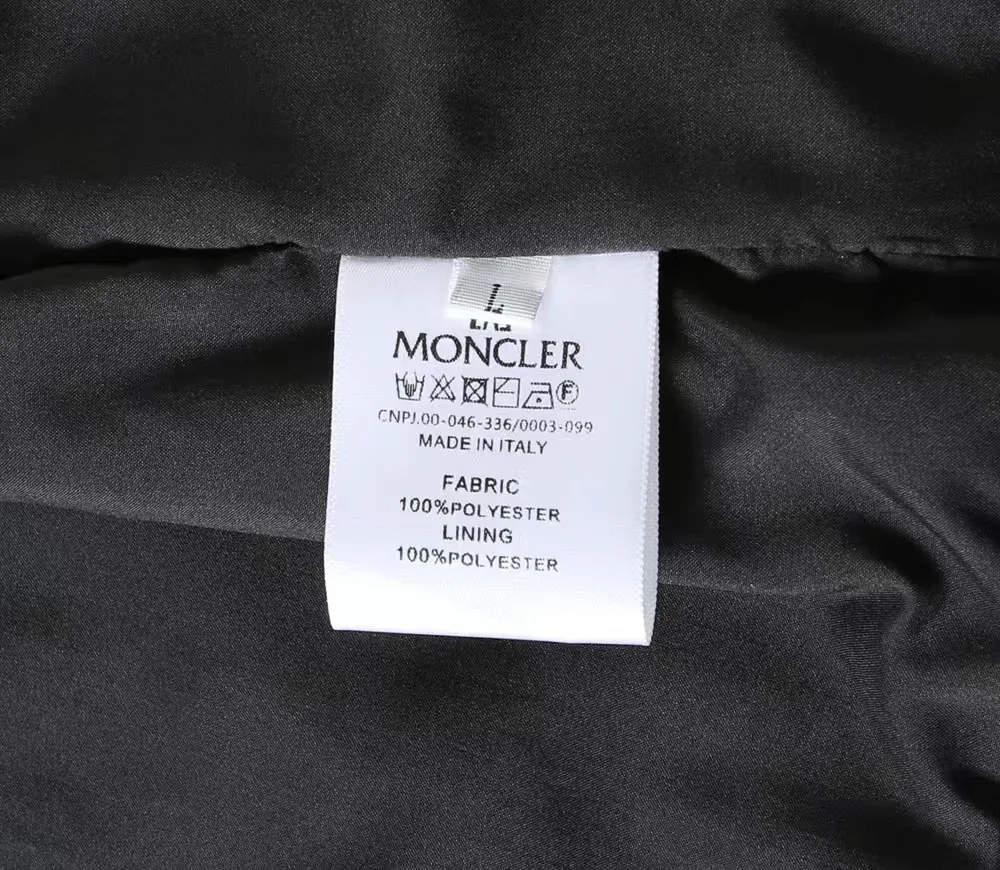 L
MONCLER
F
CNPJ.00-046-336/0003-099
MADE IN ITALY
FABRIC
100%POLYESTER
LINING
100%POLYESTER